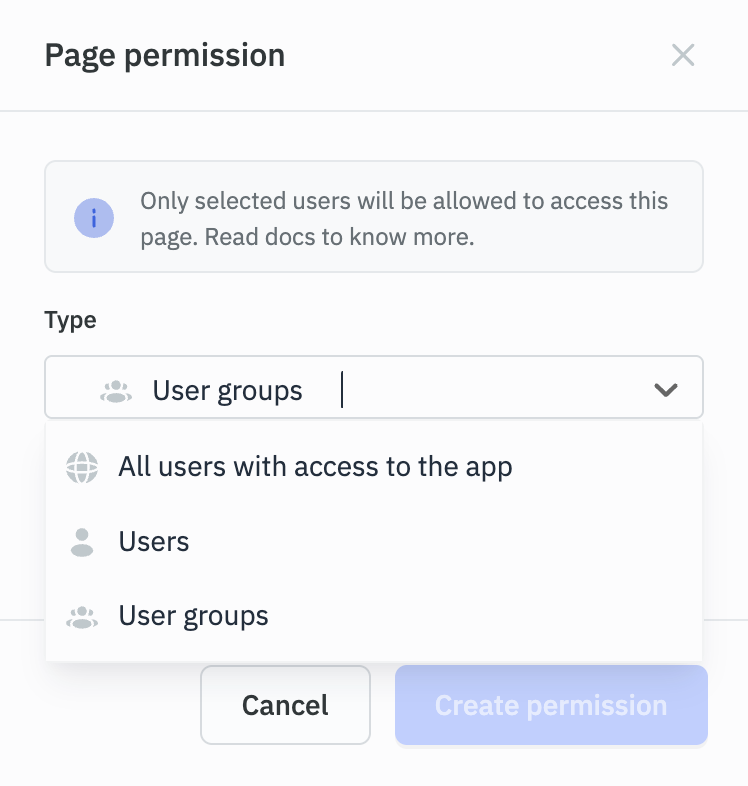 Page permission
Only selected users will be allowed to access this
page. Read docs to know more.
Type
User groups
All users with access to the app
Users
User groups
Cancel
Create permission